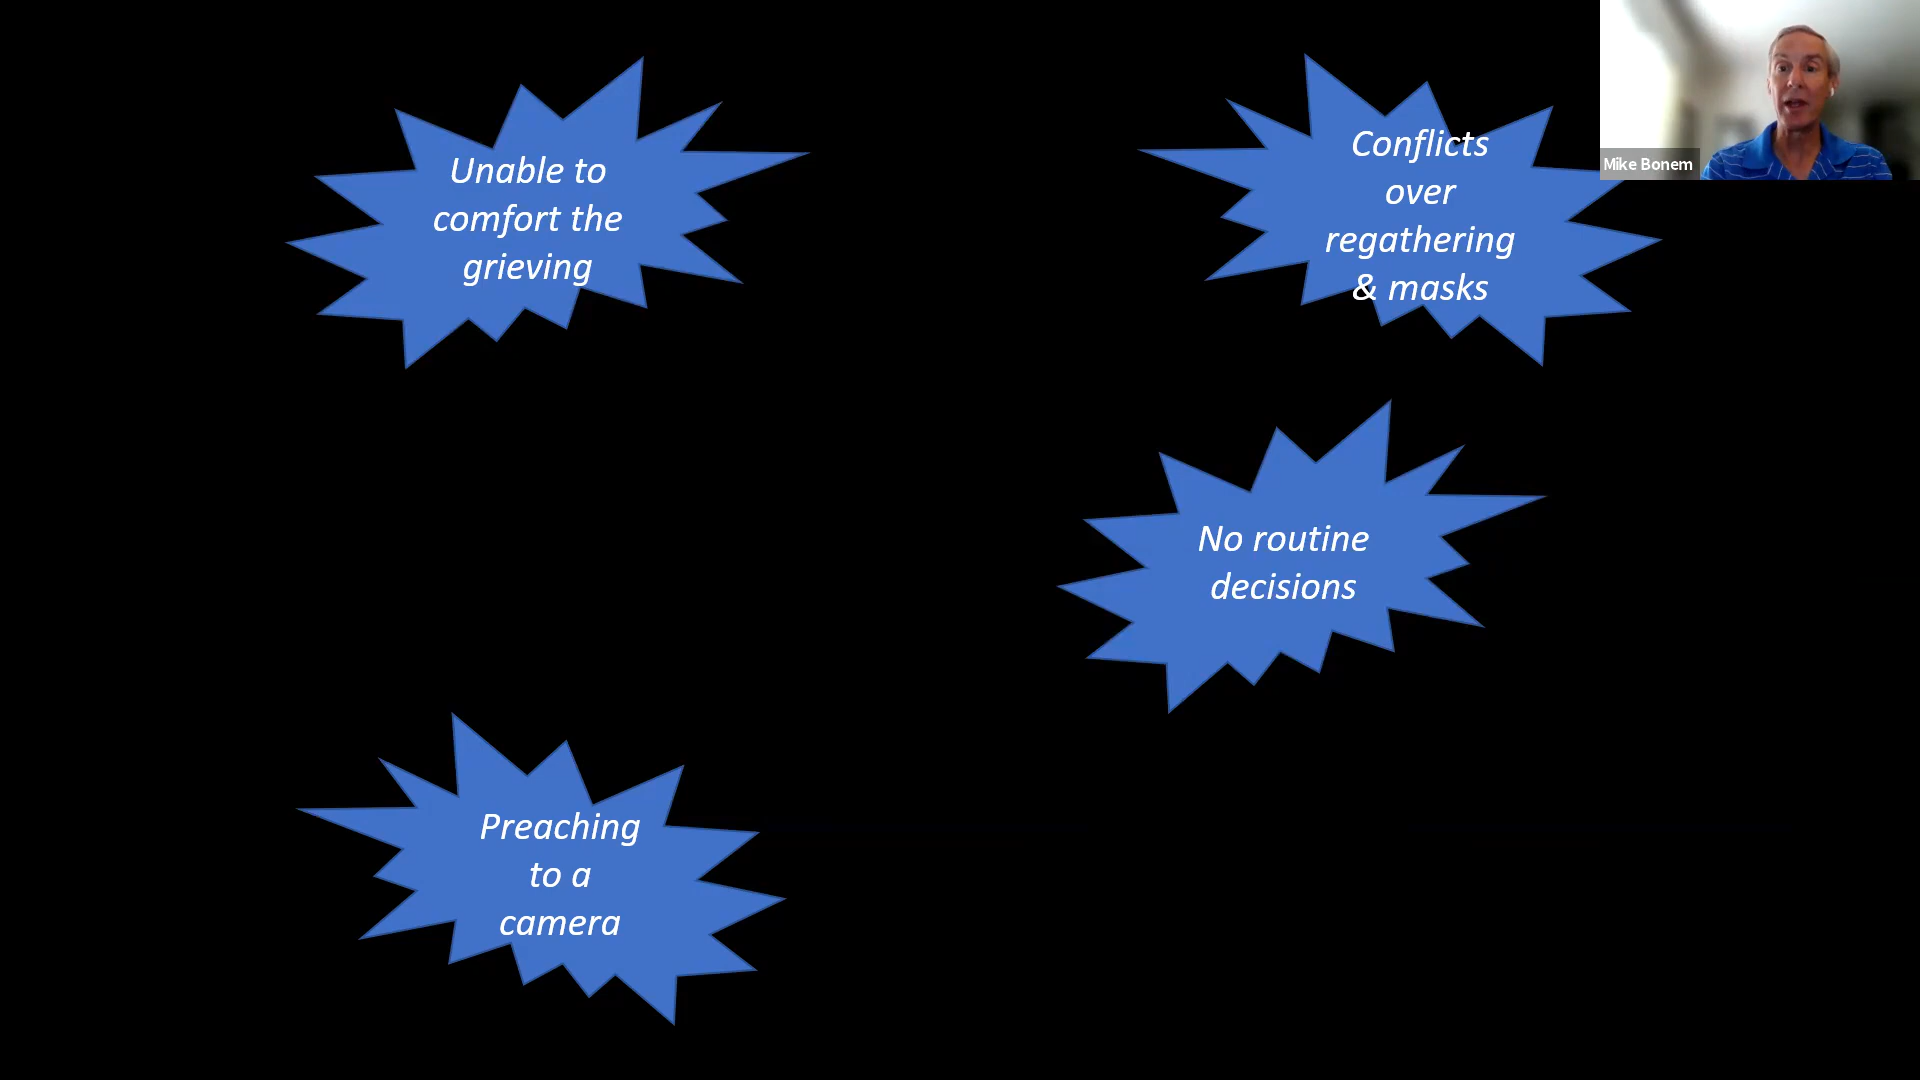 Unable to
comfort the
grieving
Conflicts
over
regathering
& masks
Mike Bonem
No routine
decisions
Preaching
to a
camera